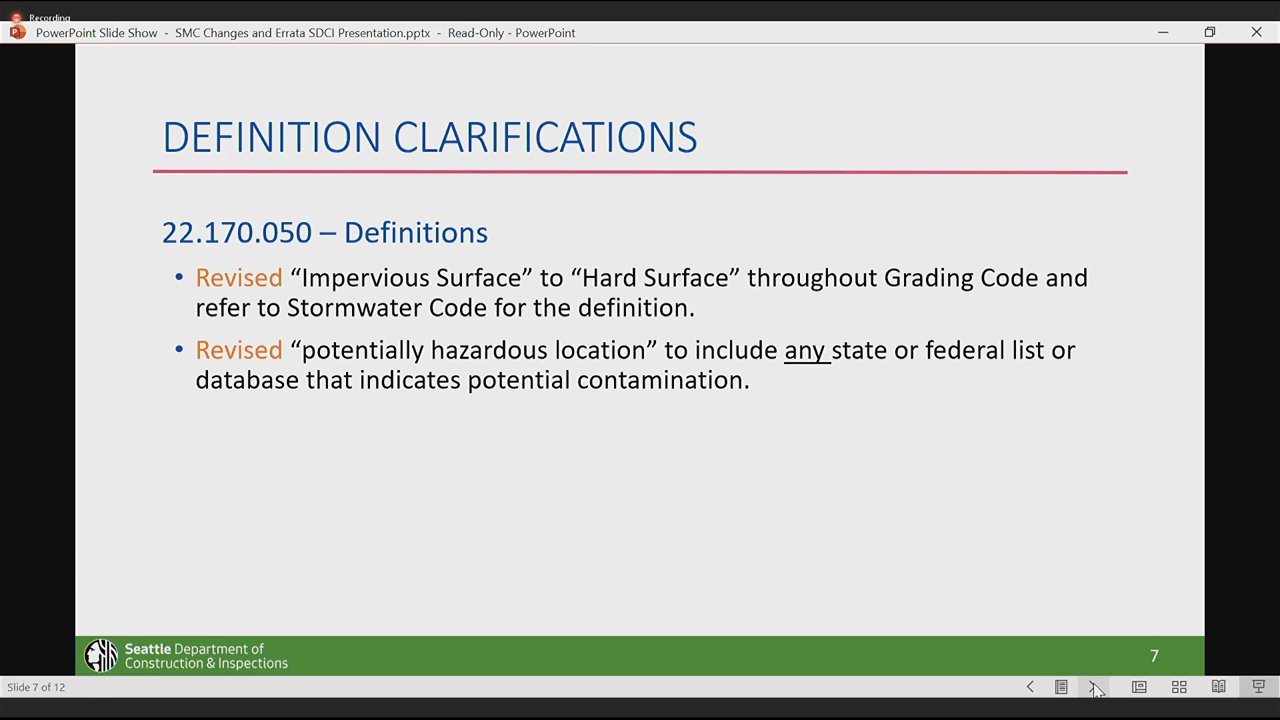 Recording
PowerPoint Slide Show - SMC Changes and Errata SDCI Presentation.pptx - Read-Only - PowerPoint
DEFINITION CLARIFICATIONS
22.170.050 – Definitions
• Revised “Impervious Surface” to “Hard Surface” throughout Grading Code and
refer to Stormwater Code for the definition.
• Revised “potentially hazardous location” to include any state or federal list or
database that indicates potential contamination.
Seattle Department of
Construction & Inspections
7
Slide 7 of 12